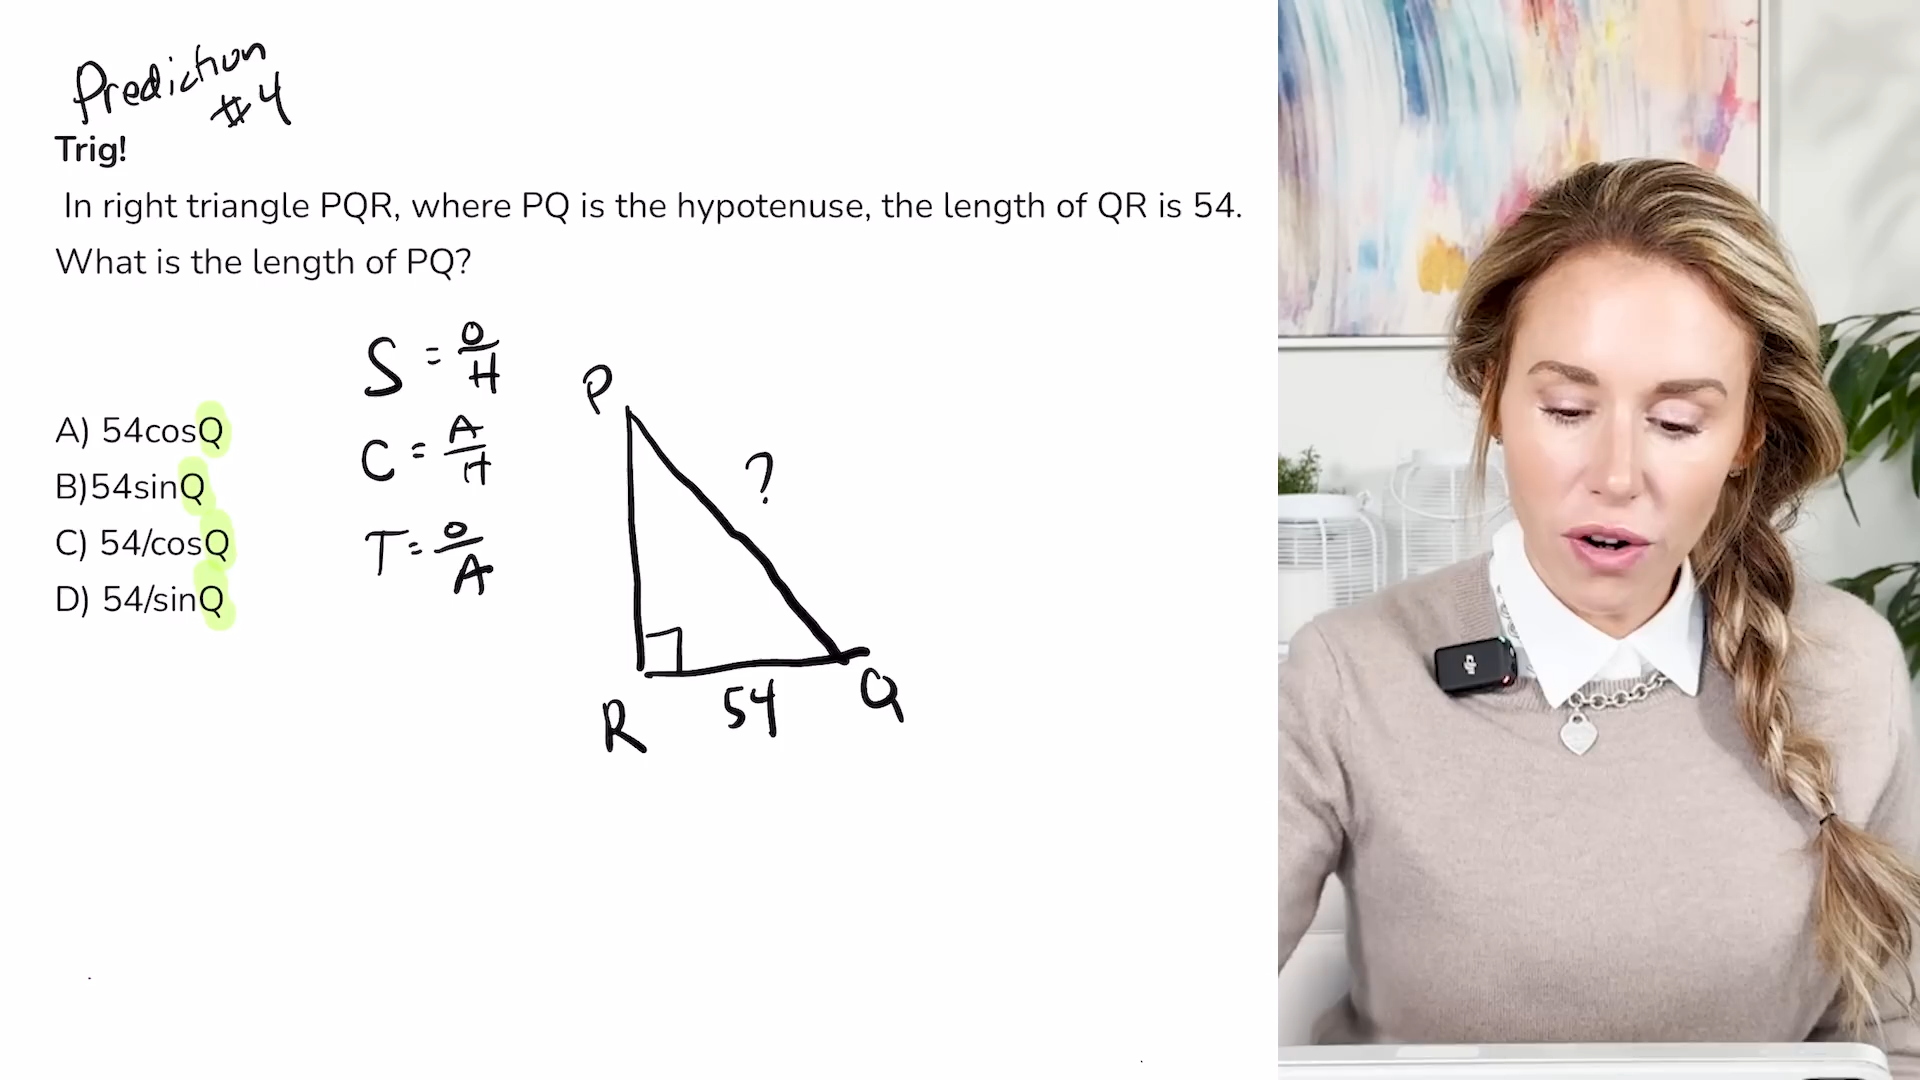 Prediction
#4
Trig!
In right triangle PQR, where PQ is the hypotenuse, the length of QR is 54.
What is the length of PQ?
A) 54cosQ
B)54sinQ
C) 54/cosQ
D) 54/sinQ
S = O/H
C = A/H
T = O/A
P
?
R
54
Q